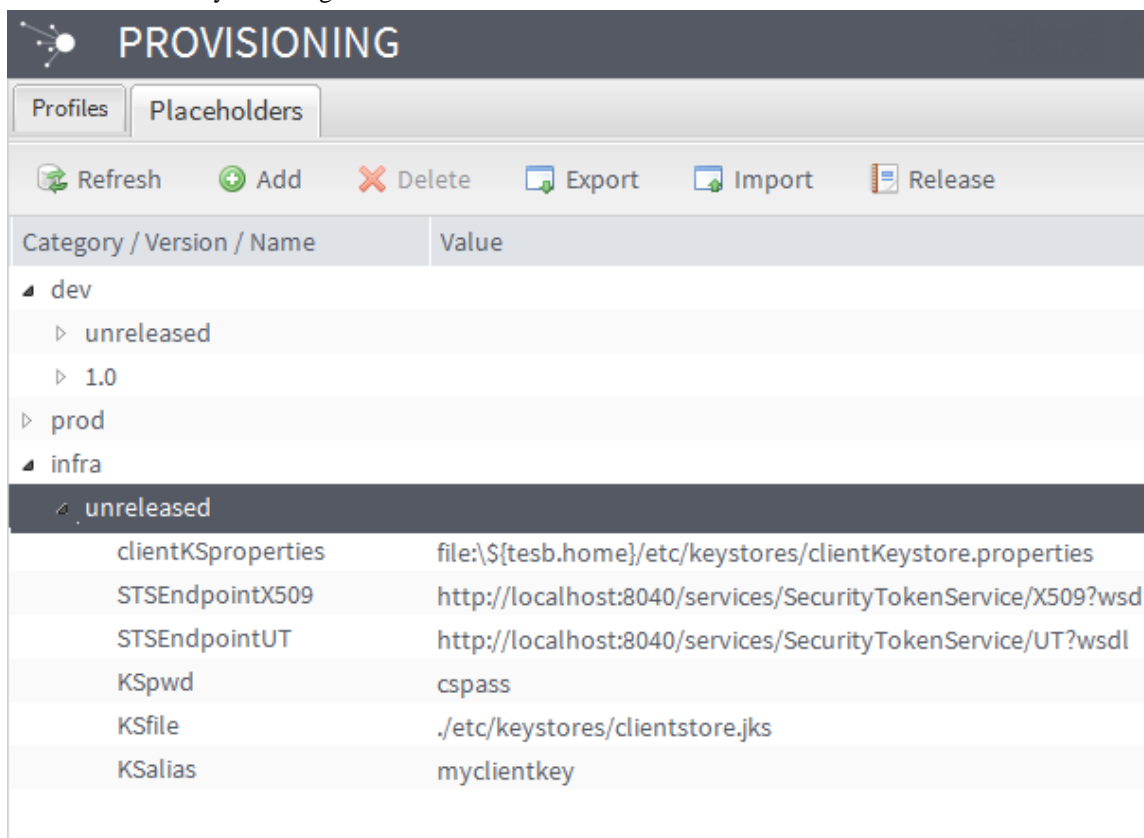 PROVISIONING
Profiles Placeholders
Refresh Add Delete Export Import Release
Category / Version / Name Value
dev
unreleased
1.0
prod
infra
unreleased
clientKSproperties file:\${tesb.home}/etc/keystores/clientKeystore.properties
STSEndpointX509 http://localhost:8040/services/SecurityTokenService/X509?wsd
STSEndpointUT http://localhost:8040/services/SecurityTokenService/UT?wsdl
KSpwd cspass
KSfile ./etc/keystores/clientstore.jks
KSalias myclientkey